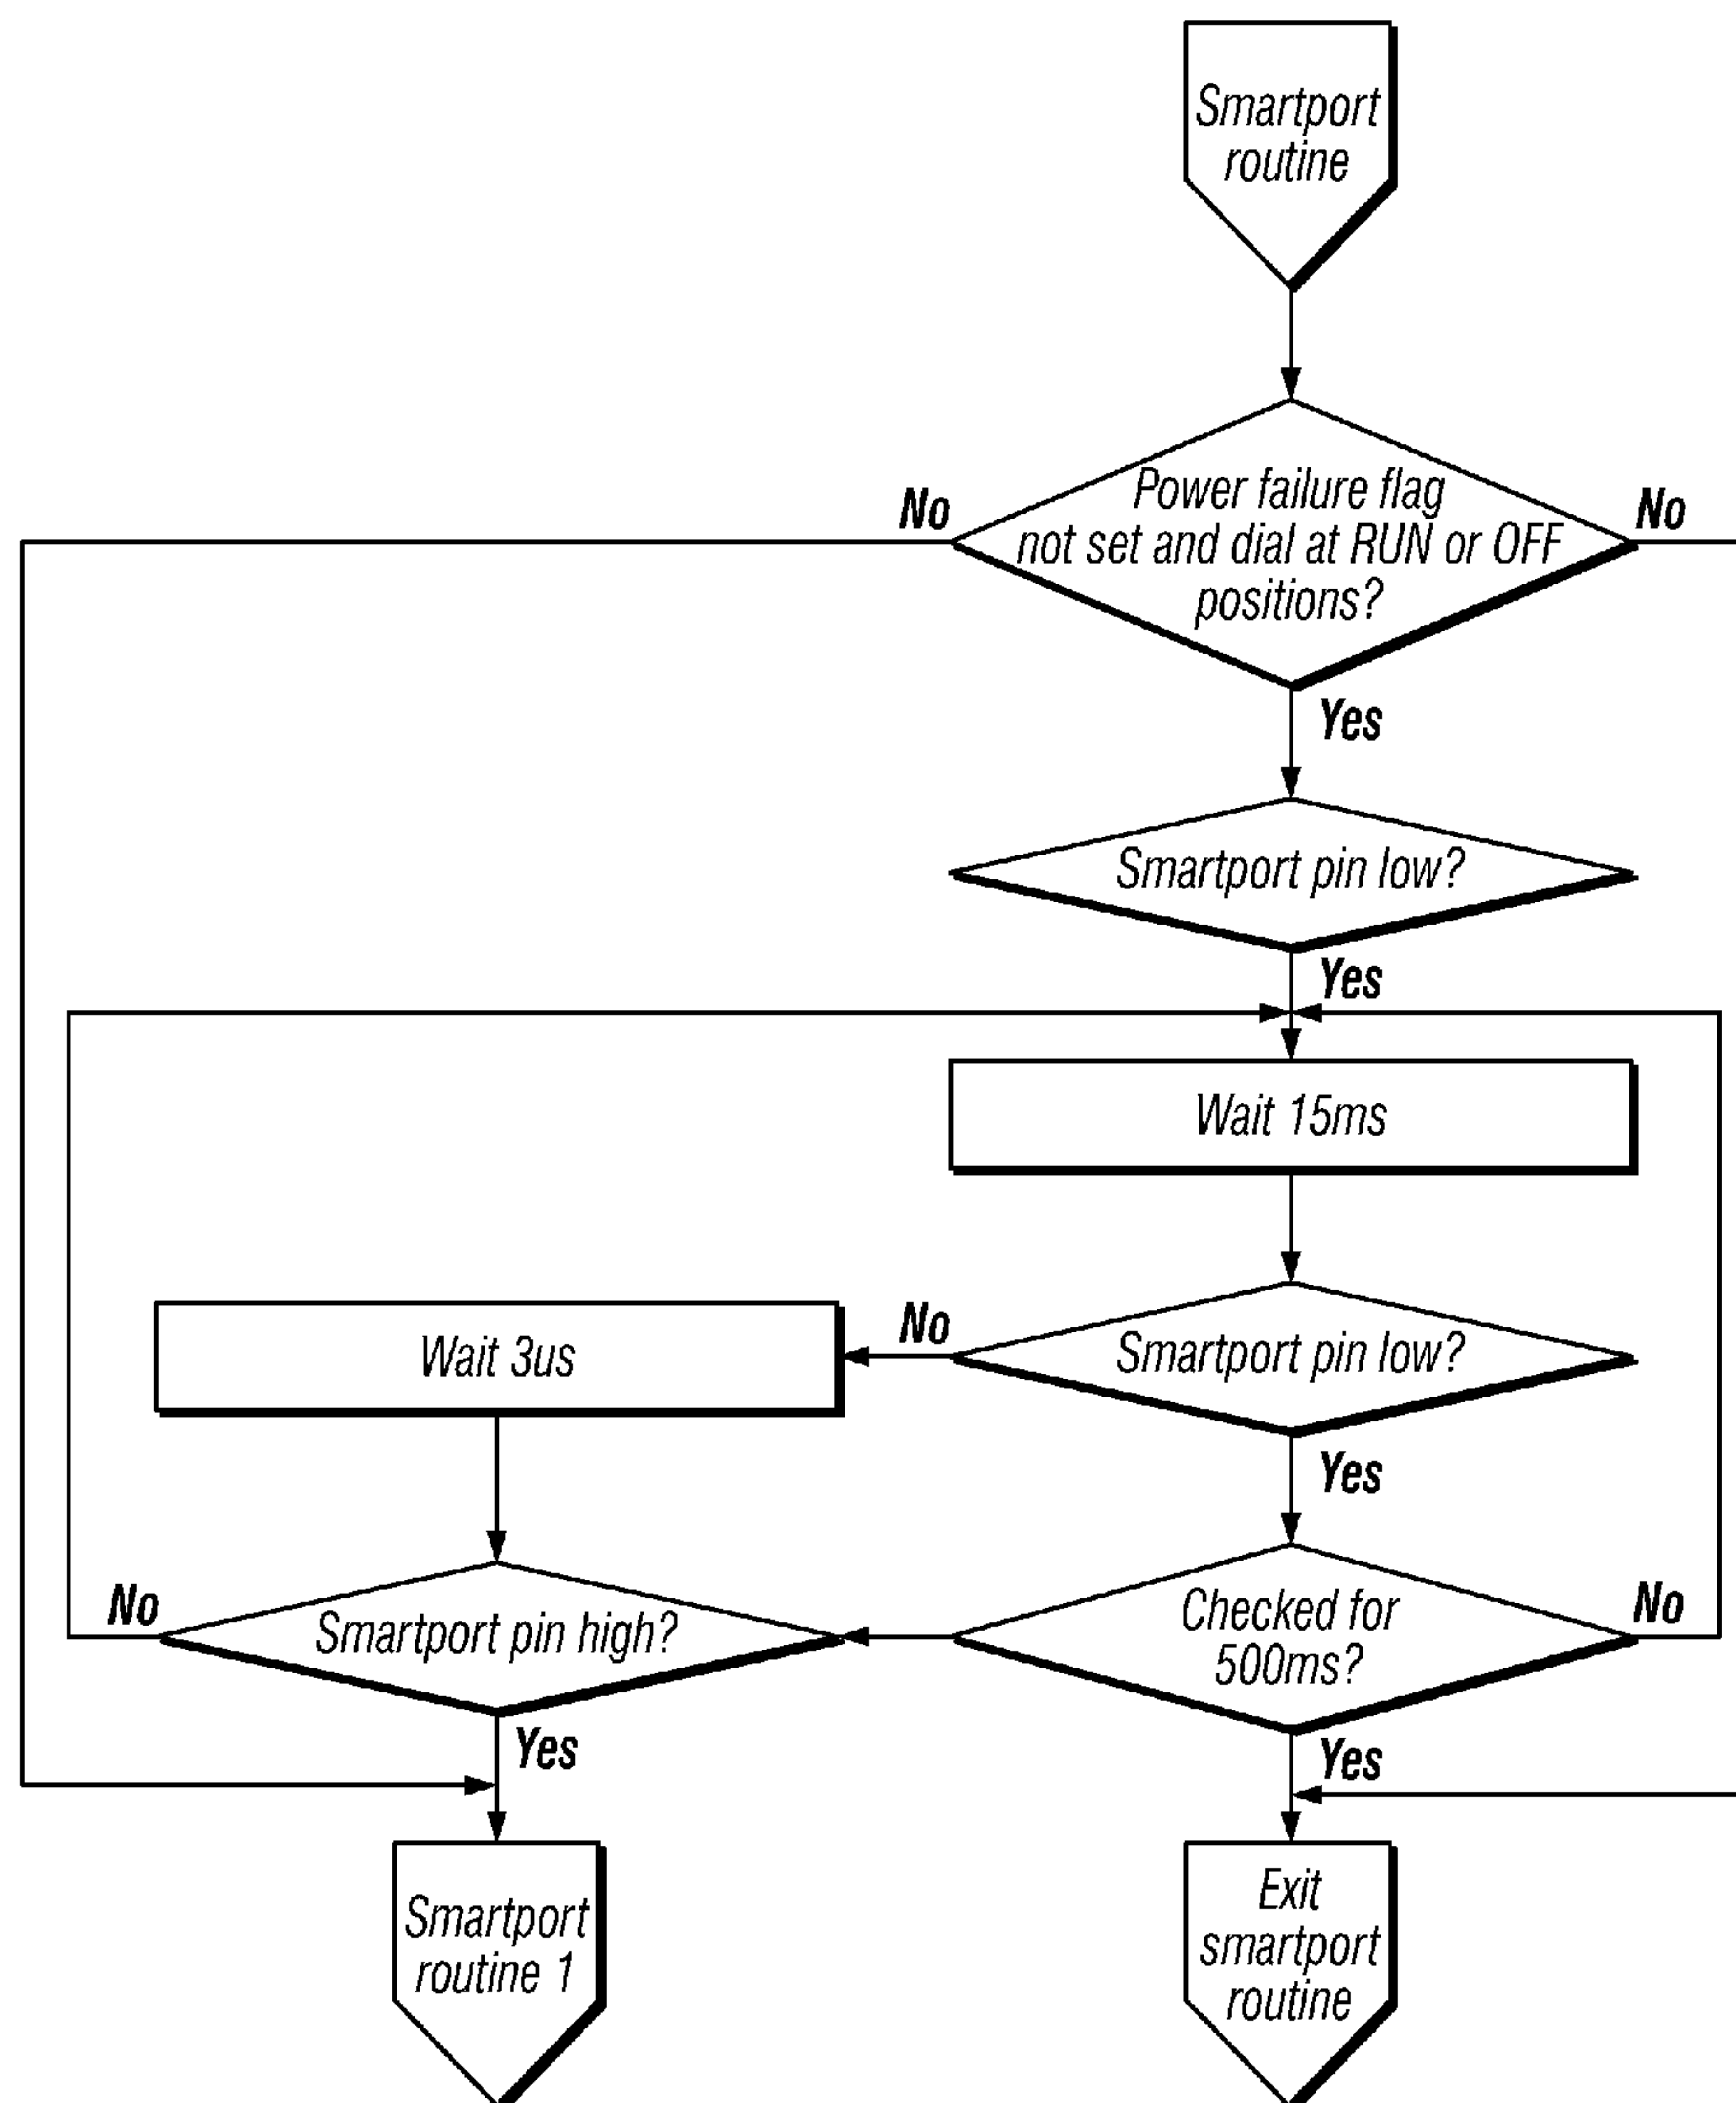 Smartport
routine
No
Power failure flag
not set and dial at RUN or OFF
positions?
No
Yes
Smartport pin low?
Yes
Wait 15ms
Wait 3us
No
Smartport pin low?
Yes
No
Smartport pin high?
Checked for
500ms?
No
Yes
Yes
Smartport
routine 1
Exit
smartport
routine